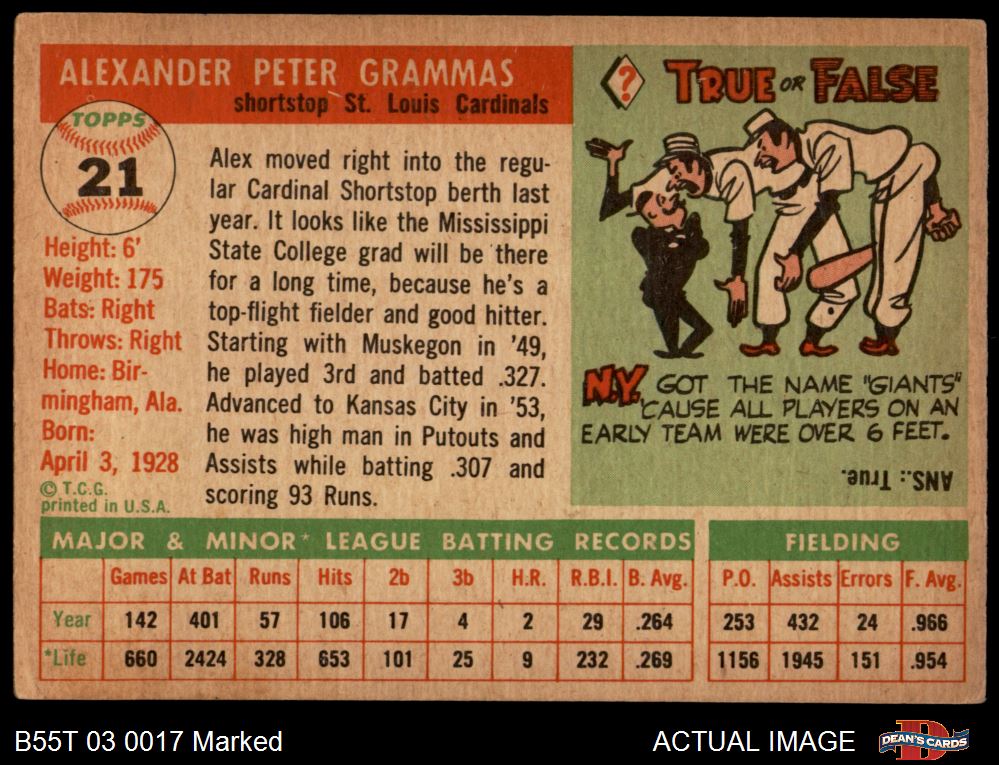 ALEXANDER PETER GRAMMAS
shortstop St. Louis Cardinals
TOPPS
21
Height: 6'
Weight: 175
Bats: Right
Throws: Right
Home: Bir-
mingham, Ala.
Born:
April 3, 1928
© T.C.G.
printed in U.S.A.
Alex moved right into the regu-
lar Cardinal Shortstop berth last
year. It looks like the Mississippi
State College grad will be there
for a long time, because he's a
top-flight fielder and good hitter.
Starting with Muskegon in '49,
he played 3rd and batted .327.
Advanced to Kansas City in '53,
he was high man in Putouts and
Assists while batting .307 and
scoring 93 Runs.
? TRUE OR FALSE
N.Y. GOT THE NAME "GIANTS"
'CAUSE ALL PLAYERS ON AN
EARLY TEAM WERE OVER 6 FEET.
ANS.: True.
MAJOR & MINOR* LEAGUE BATTING RECORDS
Games At Bat Runs Hits 2b 3b H.R. R.B.I. B. Avg.
Year 142 401 57 106 17 4 2 29 .264
*Life 660 2424 328 653 101 25 9 232 .269
FIELDING
P.O. Assists Errors F. Avg.
253 432 24 .966
1156 1945 151 .954
B55T 03 0017 Marked
ACTUAL IMAGE
D
DEAN'S CARDS